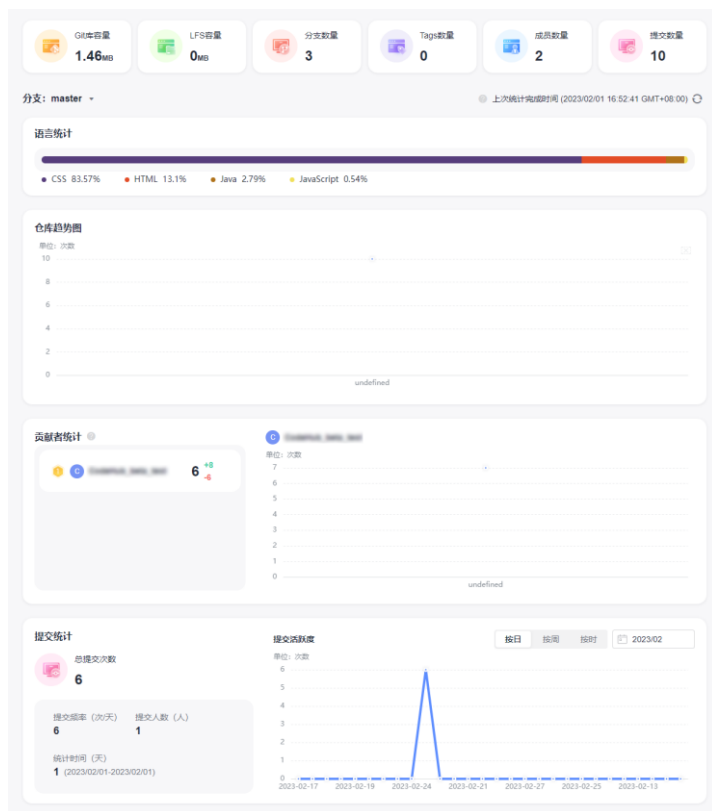 Git库容量
1.46MB
LFS容量
0MB
分支数量
3
Tags数量
0
成员数量
2
提交数量
10
分支: master
上次统计完成时间 (2023/02/01 16:52:41 GMT+08:00)
语言统计
CSS 83.57% HTML 13.1% Java 2.79% JavaScript 0.54%
仓库趋势图
单位: 次数
10
8
6
4
2
0
undefined
贡献者统计
C
6 +8
-4
C
单位: 次数
7
6
5
4
3
2
1
0
undefined
提交统计
总提交次数
6
提交频率（次/天） 提交人数（人）
6 1
统计时间（天）
1 (2023/02/01-2023/02/01)
提交活跃度
按日 按周 按时 2023/02
单位: 次数
6
5
4
3
2
1
0
2023-02-17 2023-02-19 2023-02-24 2023-02-21 2023-02-27 2023-02-25 2023-02-13